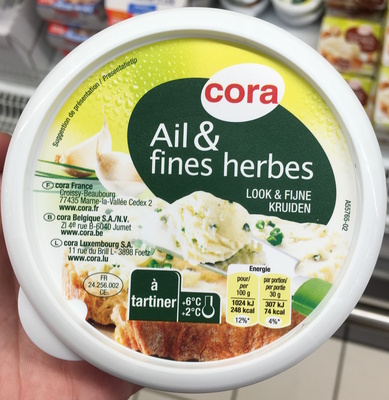 Suggestion de présentation / Presentatietip
cora
Ail &
fines herbes
LOOK & FIJNE
KRUIDEN
F cora France
Croissy-Beaubourg
77435 Marne-la-Vallée Cedex 2
www.cora.fr
B cora Belgique S.A./N.V.
ZI 4e rue B-6040 Jumet
www.cora.be
L cora Luxembourg S.A.
11 rue du Brill L- 3898 Foetz
www.cora.lu
FR
24.256.002
CE
à
tartiner
+6°C
+2°C
Energie
pour/
per
100 g
1024 kJ
248 kcal
12%*
par portion/
per portie
30 g
307 kJ
74 kcal
4%*